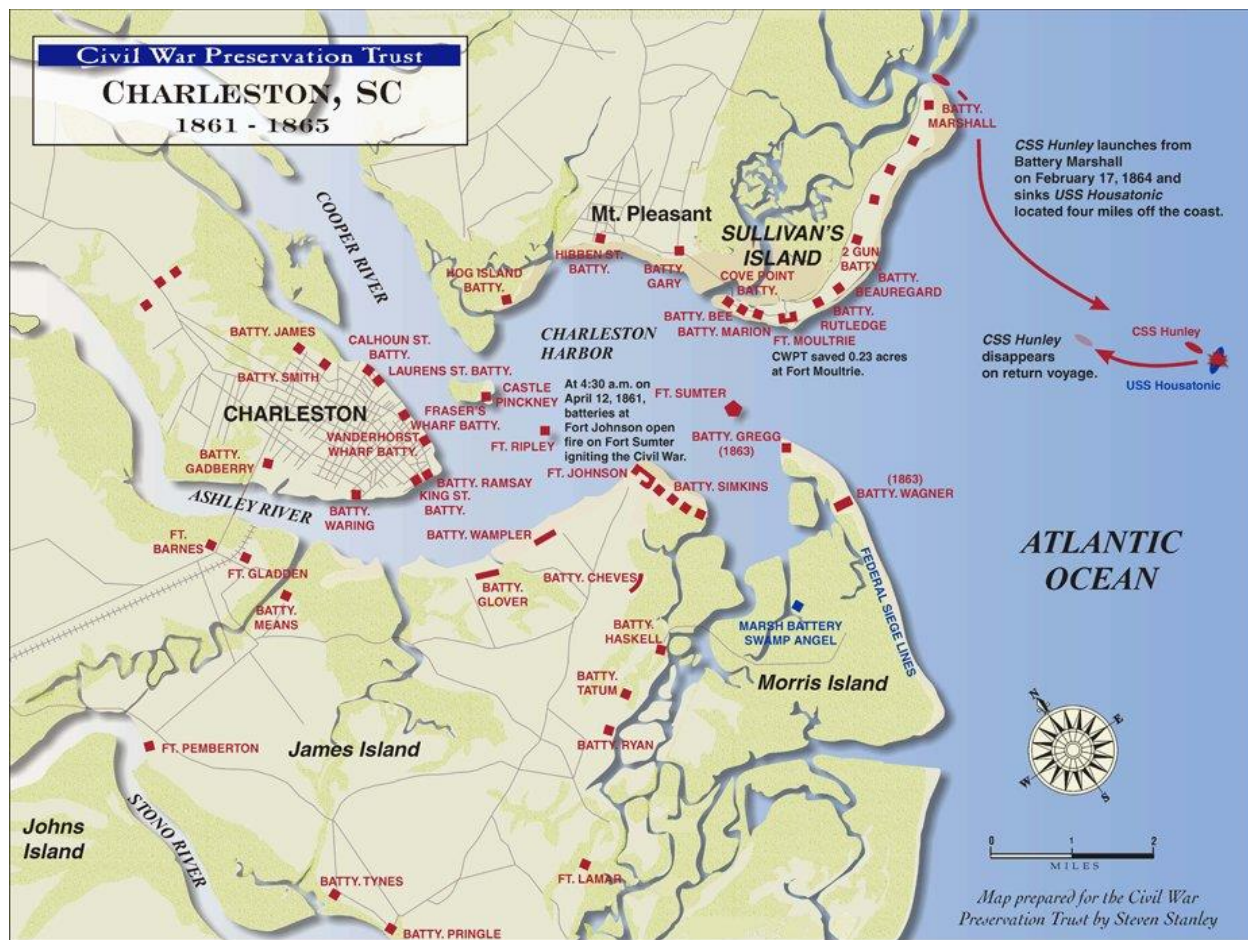 Civil War Preservation Trust
CHARLESTON, SC
1861 - 1865
BATTY.
MARSHALL
CSS Hunley launches from
Battery Marshall
on February 17, 1864 and
sinks USS Housatonic
located four miles off the coast.
COOPER RIVER
Mt. Pleasant
SULLIVAN'S
ISLAND
HIBBEN ST.
BATTY.
HOG ISLAND
BATTY.
BATTY.
GARY
COVE POINT
BATTY.
2 GUN
BATTY.
BATTY.
BEAUREGARD
BATTY. BEE
BATTY. MARION
BATTY.
RUTLEDGE
FT. MOULTRIE
CWPT saved 0.23 acres
at Fort Moultrie.
CSS Hunley
disappears
on return voyage.
CSS Hunley
USS Housatonic
CHARLESTON
HARBOR
BATTY. JAMES
BATTY. SMITH
CALHOUN ST.
BATTY.
LAURENS ST. BATTY.
CASTLE
PINCKNEY
FRASER'S
WHARF BATTY.
CHARLESTON
VANDERHORST
WHARF BATTY.
FT. RIPLEY
At 4:30 a.m. on
April 12, 1861,
batteries at
Fort Johnson open
fire on Fort Sumter
igniting the Civil War.
FT. SUMTER
BATTY. GREGG
(1863)
BATTY.
GADBERRY
FT. JOHNSON
BATTY. SIMKINS
(1863)
BATTY. WAGNER
BATTY. RAMSAY
KING ST.
BATTY.
ASHLEY RIVER
BATTY.
WARING
BATTY. WAMPLER
FT.
BARNES
FT. GLADDEN
BATTY.
MEANS
BATTY.
GLOVER
BATTY. CHEVES
ATLANTIC
OCEAN
FEDERAL SIEGE LINES
MARSH BATTERY
SWAMP ANGEL
BATTY.
HASKELL
BATTY.
TATUM
Morris Island
BATTY. RYAN
FT. PEMBERTON
James Island
STONO RIVER
Johns
Island
FT. LAMAR
BATTY. TYNES
BATTY. PRINGLE
N
E
W
S
0 1 2
MILES
Map prepared for the Civil War
Preservation Trust by Steven Stanley